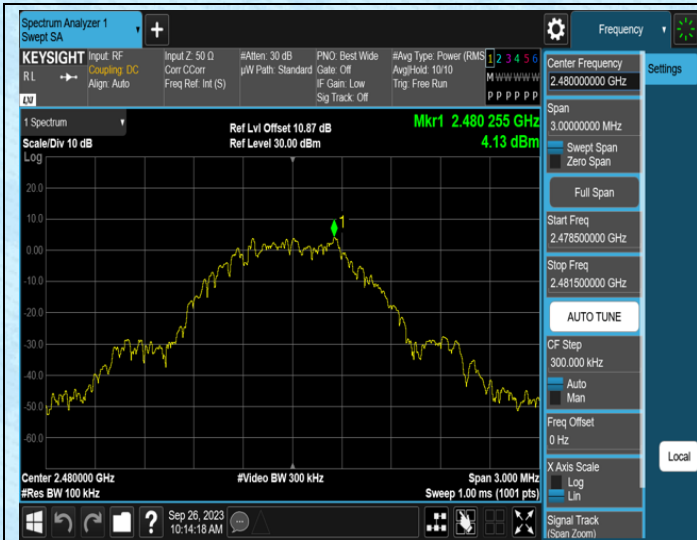 Spectrum Analyzer 1
Swept SA
+
Frequency
KEYSIGHT
Input: RF
Coupling: DC
Align: Auto
R L
LXI
Input Z: 50 Ω
Corr CCorr
Freq Ref: Int (S)
#Atten: 30 dB
µW Path: Standard
PNO: Best Wide
Gate: Off
IF Gain: Low
Sig Track: Off
#Avg Type: Power (RMS
Avg|Hold: 10/10
Trig: Free Run
1 2 3 4 5 6
M W W W W W
P P P P P P
1 Spectrum
Scale/Div 10 dB
Log
Ref Lvl Offset 10.87 dB
Ref Level 30.00 dBm
Mkr1 2.480 255 GHz
4.13 dBm
1
20.0
10.0
0.00
-10.0
-20.0
-30.0
-40.0
-50.0
-60.0
Center 2.480000 GHz
#Res BW 100 kHz
#Video BW 300 kHz
Span 3.000 MHz
Sweep 1.00 ms (1001 pts)
Center Frequency
2.480000000 GHz
Settings
Span
3.00000000 MHz
Swept Span
Zero Span
Full Span
Start Freq
2.478500000 GHz
Stop Freq
2.481500000 GHz
AUTO TUNE
CF Step
300.000 kHz
Auto
Man
Freq Offset
0 Hz
X Axis Scale
Log
Lin
Local
Signal Track
(Span Zoom)
?
Sep 26, 2023
10:14:18 AM